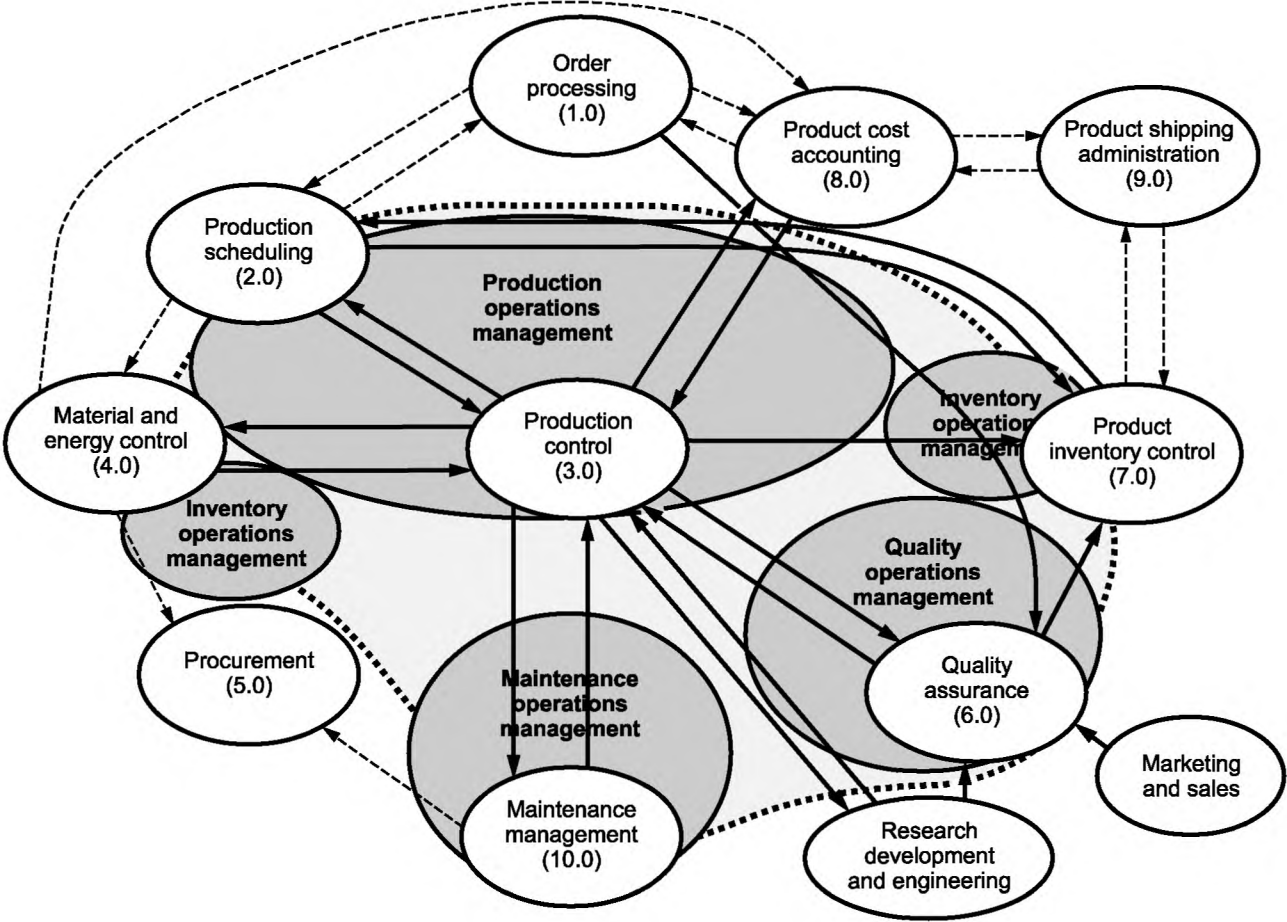 Order
processing
(1.0)
Product cost
accounting
(8.0)
Product shipping
administration
(9.0)
Production
scheduling
(2.0)
Production
operations
management
Material and
energy control
(4.0)
Production
control
(3.0)
Inventory
operation
managem
Product
inventory control
(7.0)
Inventory
operations
management
Quality
operations
management
Procurement
(5.0)
Maintenance
operations
management
Quality
assurance
(6.0)
Marketing
and sales
Maintenance
management
(10.0)
Research
development
and engineering